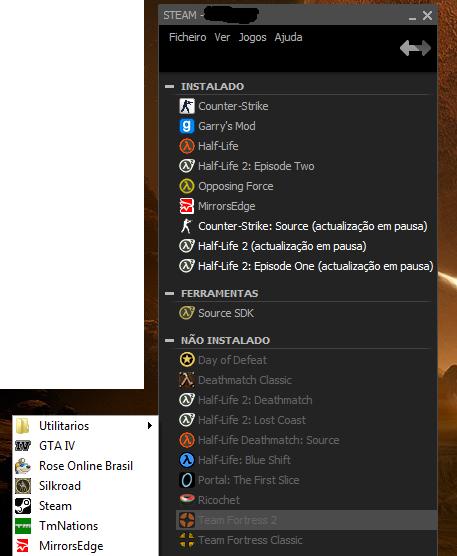 STEAM -
Ficheiro Ver Jogos Ajuda
INSTALADO
Counter-Strike
Garry's Mod
Half-Life
Half-Life 2: Episode Two
Opposing Force
MirrorsEdge
Counter-Strike: Source (actualização em pausa)
Half-Life 2 (actualização em pausa)
Half-Life 2: Episode One (actualização em pausa)
FERRAMENTAS
Source SDK
NÃO INSTALADO
Day of Defeat
Deathmatch Classic
Half-Life 2: Deathmatch
Half-Life 2: Lost Coast
Half-Life Deathmatch: Source
Half-Life: Blue Shift
Portal: The First Slice
Ricochet
Team Fortress 2
Team Fortress Classic
Utilitarios
GTA IV
Rose Online Brasil
Silkroad
Steam
TmNations
MirrorsEdge